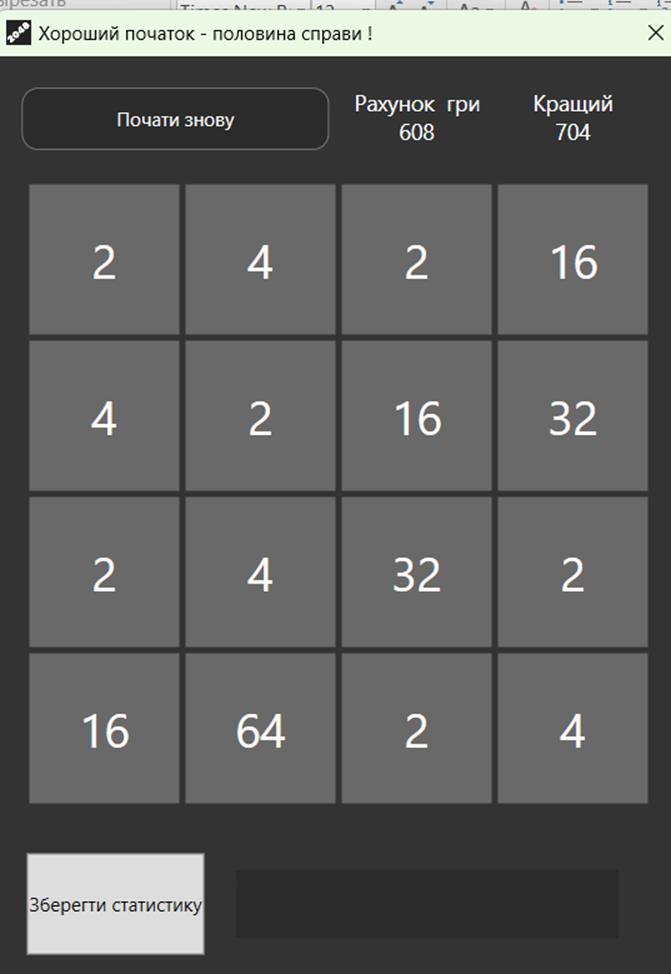 2048
Хороший початок - половина справи !
Почати знову
Рахунок гри
608
Кращий
704
2 4 2 16
4 2 16 32
2 4 32 2
16 64 2 4
Зберегти статистику